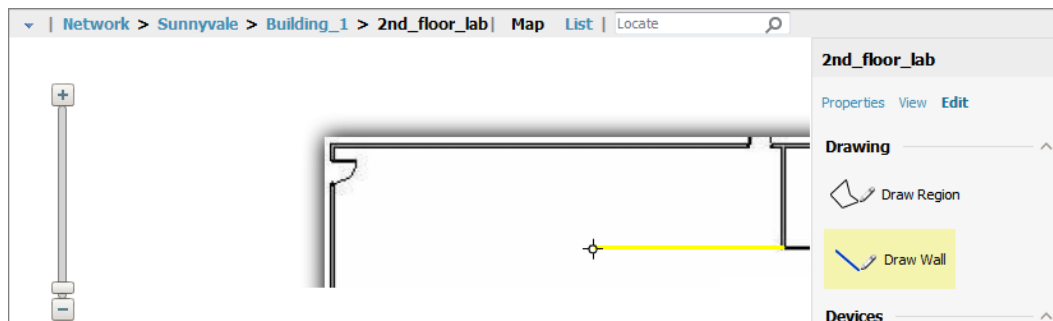 | Network > Sunnyvale > Building_1 > 2nd_floor_lab | Map List | Locate
2nd_floor_lab
Properties View Edit
Drawing
Draw Region
Draw Wall
Devices